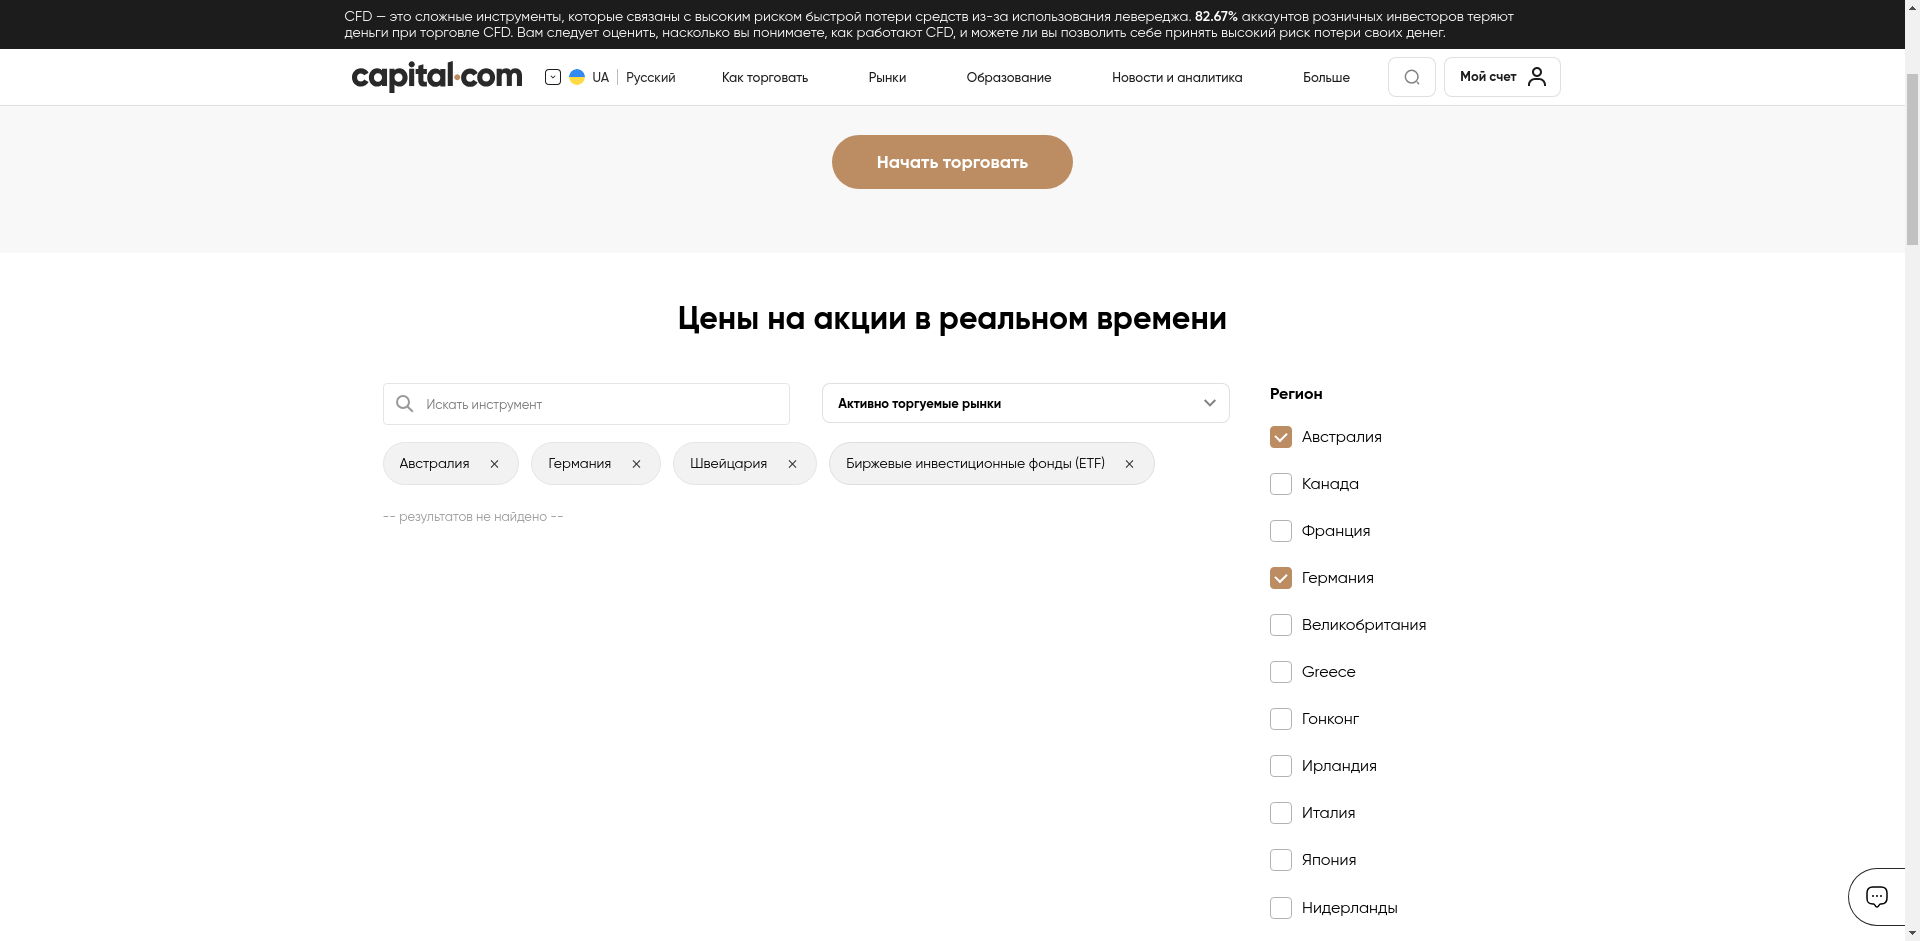 CFD — это сложные инструменты, которые связаны с высоким риском быстрой потери средств из-за использования левереджа. 82.67% аккаунтов розничных инвесторов теряют
деньги при торговле CFD. Вам следует оценить, насколько вы понимаете, как работают CFD, и можете ли вы позволить себе принять высокий риск потери своих денег.
capital.com UA Русский Как торговать Рынки Образование Новости и аналитика Больше Мой счет
Начать торговать
Цены на акции в реальном времени
Искать инструмент
Активно торгуемые рынки
Австралия Германия Швейцария Биржевые инвестиционные фонды (ETF)
-- результатов не найдено --
Регион
Австралия
Канада
Франция
Германия
Великобритания
Greece
Гонконг
Ирландия
Италия
Япония
Нидерланды